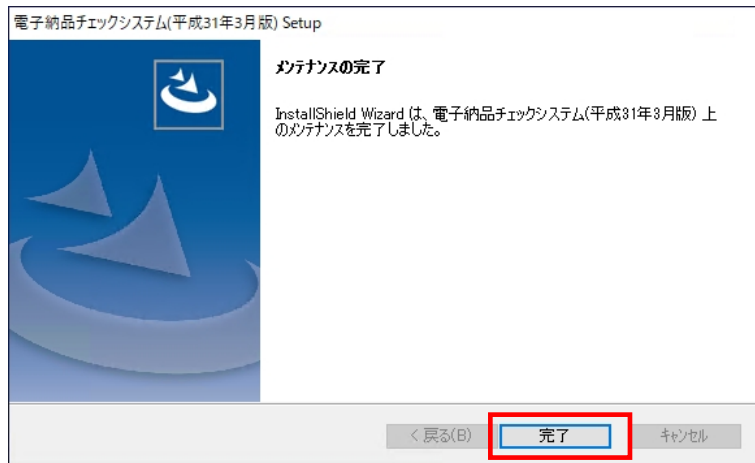 電子納品チェックシステム(平成31年3月版) Setup
メンテナンスの完了
InstallShield Wizard は、電子納品チェックシステム(平成31年3月版) 上
のメンテナンスを完了しました。
< 戻る(B) 完了 キャンセル